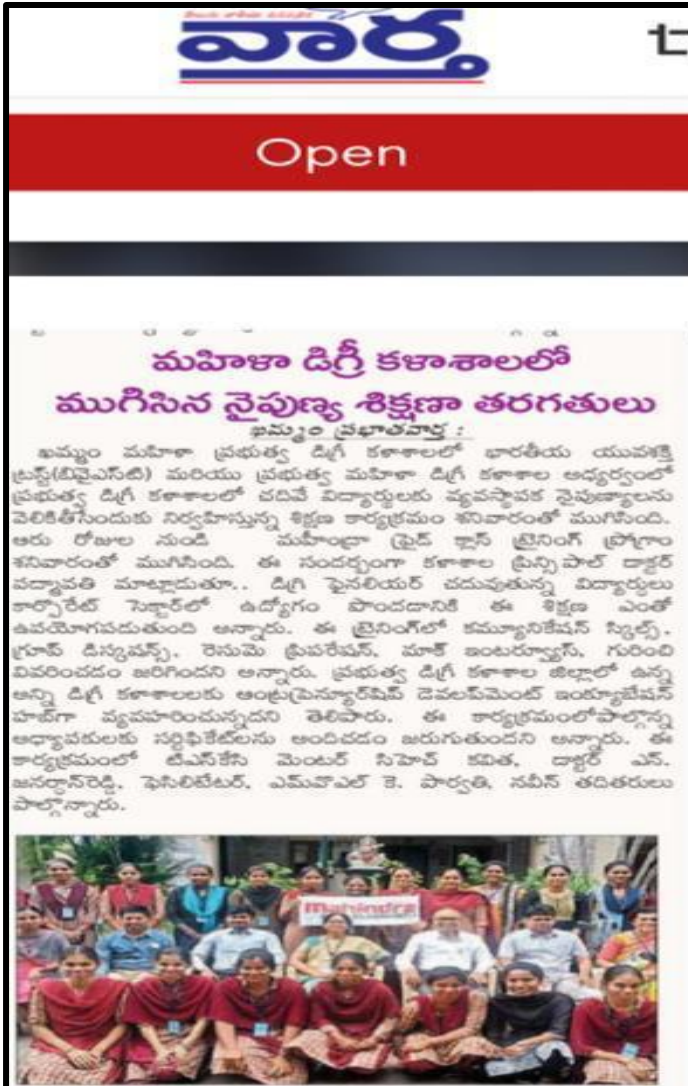 వార్త
Open
మహిళా డిగ్రీ కళాశాలలో
ముగిసిన నైపుణ్య శిక్షణా తరగతులు
ఖమ్మం ప్రభాతవార్త :
ఖమ్మం మహిళా ప్రభుత్వ డిగ్రీ కళాశాలలో భారతీయ యువశక్తి
ట్రస్ట్(బివైఎస్‌టి) మరియు ప్రభుత్వ మహిళా డిగ్రీ కళాశాల ఆధ్వర్యంలో
ప్రభుత్వ డిగ్రీ కళాశాలలో చదివే విద్యార్థులకు వ్యవస్థాపక నైపుణ్యాలను
వెలికితీసేందుకు నిర్వహిస్తున్న శిక్షణ కార్యక్రమం శనివారంతో ముగిసింది.
ఆరు రోజుల నుండి మహీంద్రా ప్రైడ్ క్లాస్ ట్రైనింగ్ ప్రోగ్రాం
శనివారంతో ముగిసింది. ఈ సందర్భంగా కళాశాల ప్రిన్సిపాల్ డాక్టర్
పద్మావతి మాట్లాడుతూ.. డిగ్రి ఫైనలియర్ చదువుతున్న విద్యార్థులు
కార్పొరేట్ సెక్టార్‌లో ఉద్యోగం పొందడానికి ఈ శిక్షణ ఎంతో
ఉపయోగపడుతుంది అన్నారు. ఈ ట్రైనింగ్‌లో కమ్యూనికేషన్ స్కిల్స్,
గ్రూప్ డిస్కషన్స్, రెసుమె ప్రిపరేషన్, మాక్ ఇంటర్వ్యూస్, గురించి
వివరించడం జరిగిందని అన్నారు. ప్రభుత్వ డిగ్రీ కళాశాల జిల్లాలో ఉన్న
అన్ని డిగ్రీ కళాశాలలకు ఆంట్రప్రెన్యూర్‌షిప్ డెవలప్‌మెంట్ ఇంక్యూబేషన్
హబ్‌గా వ్యవహరించున్నదని తెలిపారు. ఈ కార్యక్రమంలోపాల్గొన్న
అధ్యాపకులకు సర్టిఫికేట్‌లను అందిచడం జరుగుతుందని అన్నారు. ఈ
కార్యక్రమంలో టిఎస్‌కేసి మెంటర్ సిహెచ్ కవిత, డాక్టర్ ఎన్.
జనర్ధాన్‌రెడ్డి, ఫెసిలిటేటర్, ఎమ్‌వొఎల్ కె. పార్వతి, నవీన్ తదితరులు
పాల్గొన్నారు.
mahindra